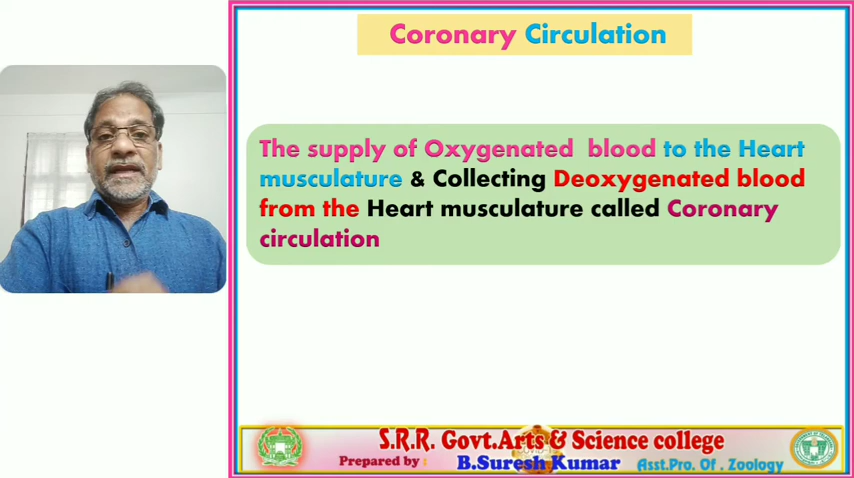 Coronary Circulation
The supply of Oxygenated blood to the Heart
musculature & Collecting Deoxygenated blood
from the Heart musculature called Coronary
circulation
S.R.R. Govt.Arts & Science college
Prepared by : B.Suresh Kumar Asst.Pro. Of . Zoology